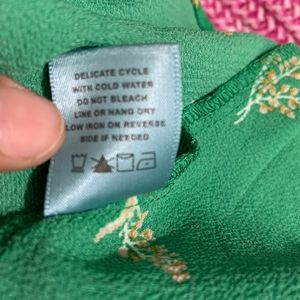 DELICATE CYCLE
WITH COLD WATER
DO NOT BLEACH
LINE OR HANG DRY
LOW IRON ON REVERSE
SIDE IF NEEDED